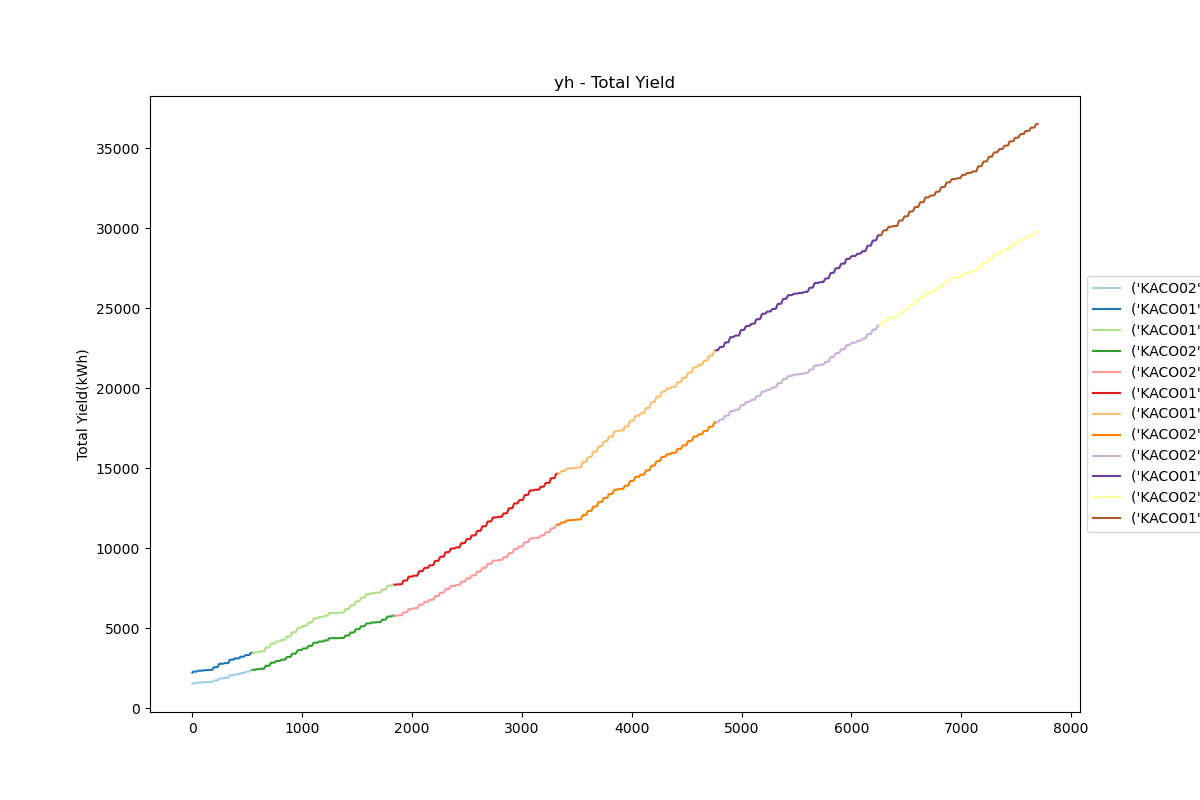 yh - Total Yield
Total Yield(kWh)
35000
30000
25000
20000
15000
10000
5000
0
0 1000 2000 3000 4000 5000 6000 7000 8000
('KACO02'
('KACO01'
('KACO01'
('KACO02'
('KACO02'
('KACO01'
('KACO01'
('KACO02'
('KACO02'
('KACO01'
('KACO02'
('KACO01'